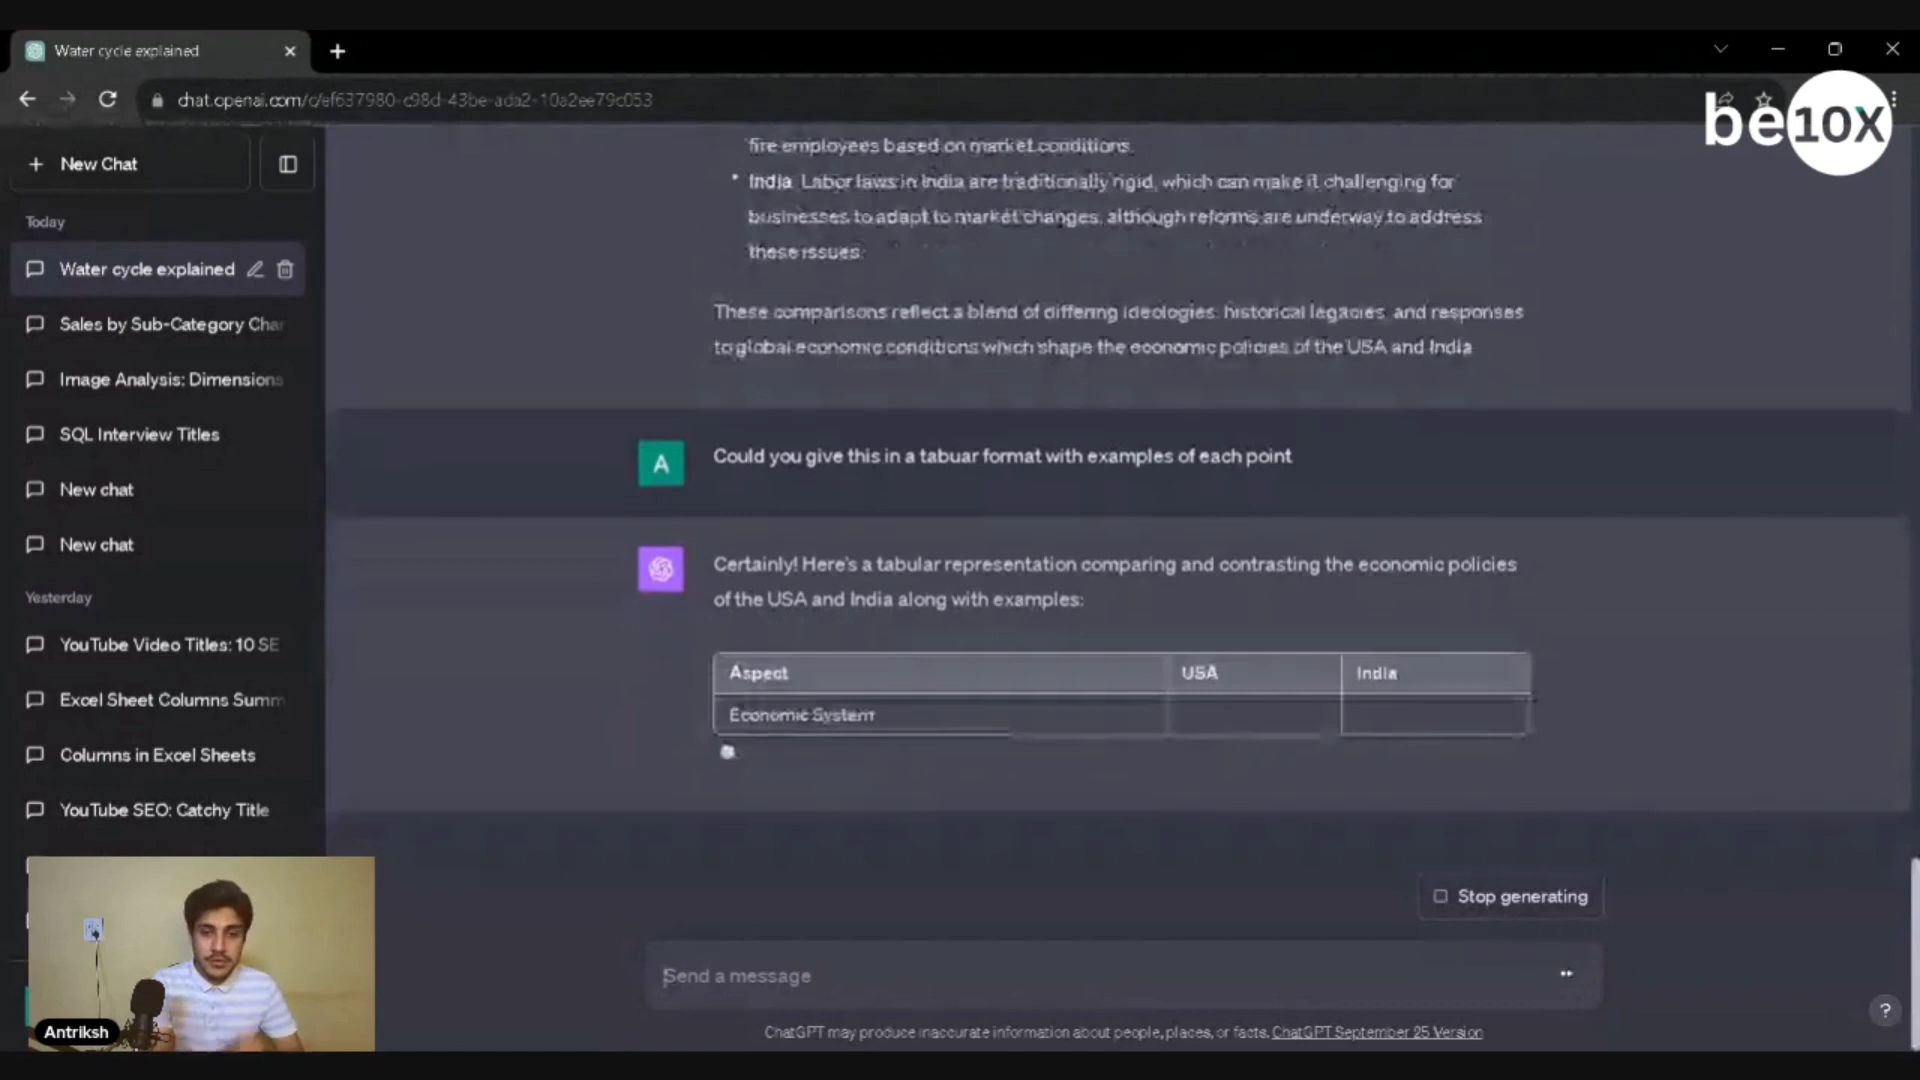 Water cycle explained
chat.openai.com/c/ef637980-c98d-43be-ada2-10a2ee79c053
be10X
New Chat
Today
Water cycle explained
Sales by Sub-Category Char
Image Analysis: Dimensions
SQL Interview Titles
New chat
New chat
Yesterday
YouTube Video Titles: 10 SE
Excel Sheet Columns Summ
Columns in Excel Sheets
YouTube SEO: Catchy Title
fire employees based on market conditions.
India: Labor laws in India are traditionally rigid, which can make it challenging for
businesses to adapt to market changes, although reforms are underway to address
these issues.
These comparisons reflect a blend of differing ideologies, historical legacies, and responses
to global economic conditions which shape the economic policies of the USA and India
A
Could you give this in a tabuar format with examples of each point
Certainly! Here's a tabular representation comparing and contrasting the economic policies
of the USA and India along with examples:
Aspect USA India
Economic System
Stop generating
Send a message
ChatGPT may produce inaccurate information about people, places, or facts. ChatGPT September 25 Version
?
Antriksh